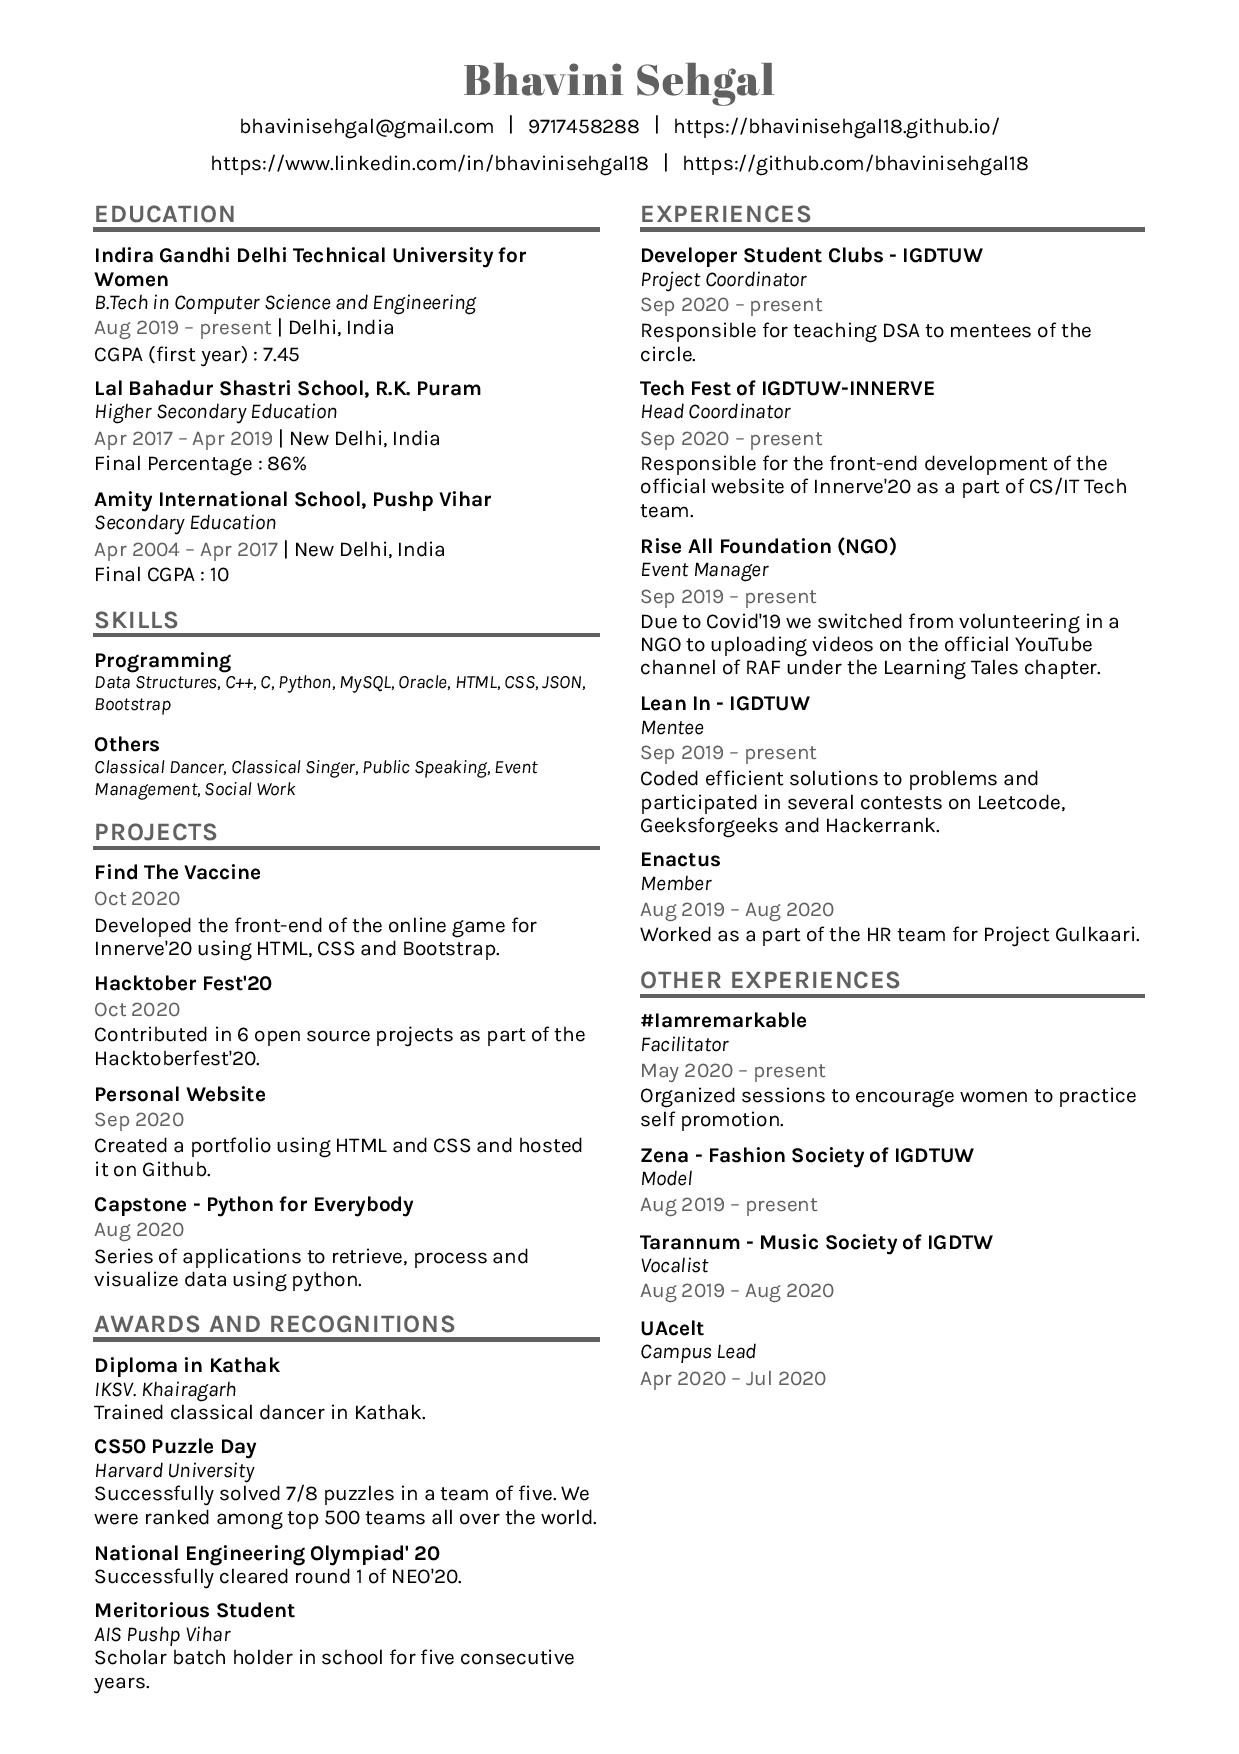 Bhavini Sehgal
bhavinisehgal@gmail.com | 9717458288 | https://bhavinisehgal18.github.io/
https://www.linkedin.com/in/bhavinisehgal18 | https://github.com/bhavinisehgal18
EDUCATION
Indira Gandhi Delhi Technical University for
Women
B.Tech in Computer Science and Engineering
Aug 2019 – present | Delhi, India
CGPA (first year) : 7.45
Lal Bahadur Shastri School, R.K. Puram
Higher Secondary Education
Apr 2017 – Apr 2019 | New Delhi, India
Final Percentage : 86%
Amity International School, Pushp Vihar
Secondary Education
Apr 2004 – Apr 2017 | New Delhi, India
Final CGPA : 10
SKILLS
Programming
Data Structures, C++, C, Python, MySQL, Oracle, HTML, CSS, JSON,
Bootstrap
Others
Classical Dancer, Classical Singer, Public Speaking, Event
Management, Social Work
PROJECTS
Find The Vaccine
Oct 2020
Developed the front-end of the online game for
Innerve'20 using HTML, CSS and Bootstrap.
Hacktober Fest'20
Oct 2020
Contributed in 6 open source projects as part of the
Hacktoberfest'20.
Personal Website
Sep 2020
Created a portfolio using HTML and CSS and hosted
it on Github.
Capstone - Python for Everybody
Aug 2020
Series of applications to retrieve, process and
visualize data using python.
AWARDS AND RECOGNITIONS
Diploma in Kathak
IKSV. Khairagarh
Trained classical dancer in Kathak.
CS50 Puzzle Day
Harvard University
Successfully solved 7/8 puzzles in a team of five. We
were ranked among top 500 teams all over the world.
National Engineering Olympiad' 20
Successfully cleared round 1 of NEO'20.
Meritorious Student
AIS Pushp Vihar
Scholar batch holder in school for five consecutive
years.
EXPERIENCES
Developer Student Clubs - IGDTUW
Project Coordinator
Sep 2020 – present
Responsible for teaching DSA to mentees of the
circle.
Tech Fest of IGDTUW-INNERVE
Head Coordinator
Sep 2020 – present
Responsible for the front-end development of the
official website of Innerve'20 as a part of CS/IT Tech
team.
Rise All Foundation (NGO)
Event Manager
Sep 2019 – present
Due to Covid'19 we switched from volunteering in a
NGO to uploading videos on the official YouTube
channel of RAF under the Learning Tales chapter.
Lean In - IGDTUW
Mentee
Sep 2019 – present
Coded efficient solutions to problems and
participated in several contests on Leetcode,
Geeksforgeeks and Hackerrank.
Enactus
Member
Aug 2019 – Aug 2020
Worked as a part of the HR team for Project Gulkaari.
OTHER EXPERIENCES
#Iamremarkable
Facilitator
May 2020 – present
Organized sessions to encourage women to practice
self promotion.
Zena - Fashion Society of IGDTUW
Model
Aug 2019 – present
Tarannum - Music Society of IGDTW
Vocalist
Aug 2019 – Aug 2020
UAcelt
Campus Lead
Apr 2020 – Jul 2020